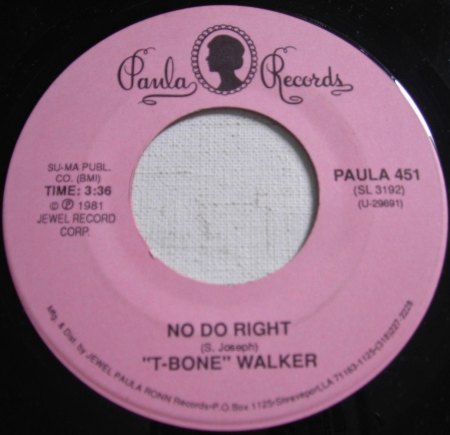 Paula Records
SU-MA PUBL.
CO. (BMI)
TIME: 3:36
© ℗ 1981
JEWEL RECORD
CORP.
PAULA 451
(SL 3192)
(U-29691)
NO DO RIGHT
(S. Joseph)
"T-BONE" WALKER
Mfg. & Dist. by JEWEL PAULA RONN Records•P.O. Box 1125•Shreveport, LA 71163-1125•(318)227-2228